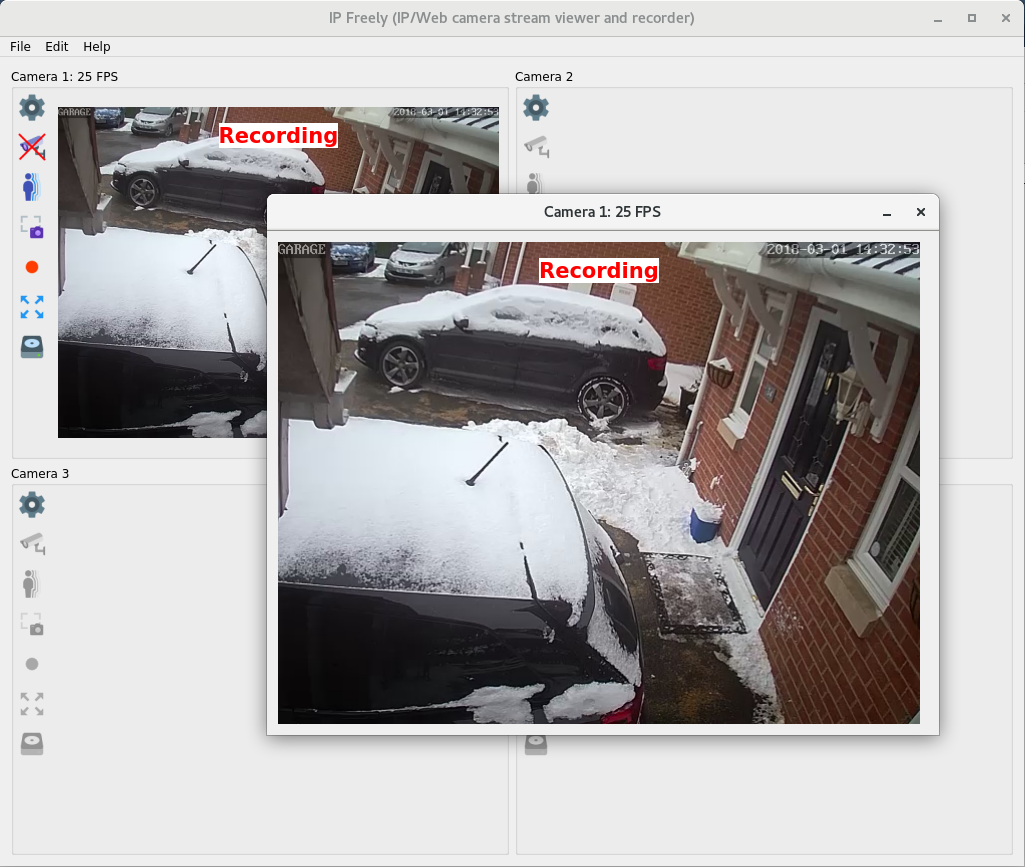 IP Freely (IP/Web camera stream viewer and recorder)
File Edit Help
Camera 1: 25 FPS
Camera 2
GARAGE 2018-03-01 14:32:53
Recording
Camera 1: 25 FPS
GARAGE 2018-03-01 14:32:53
Recording
Camera 3